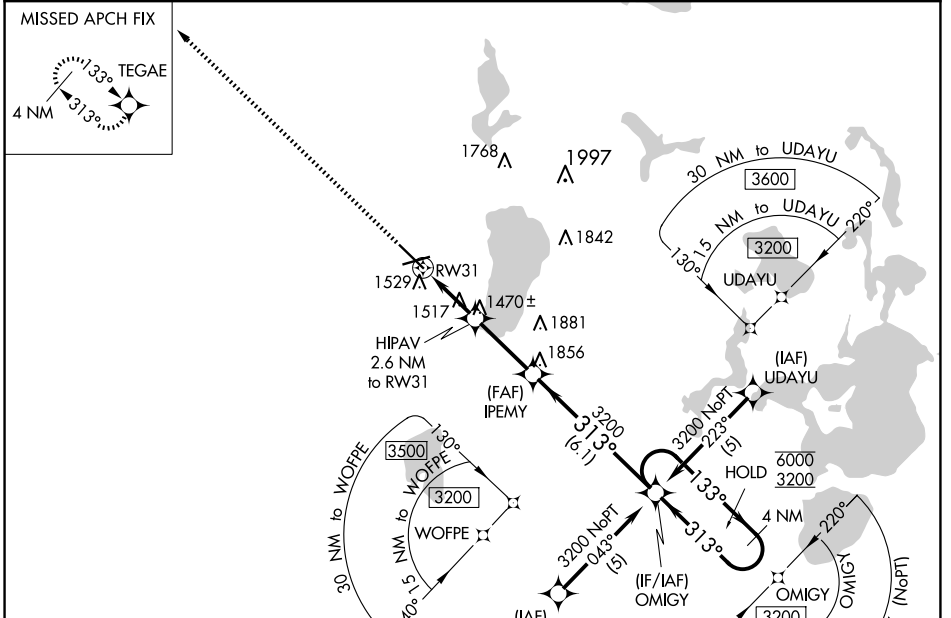 MISSED APCH FIX
133°
TEGAE
4 NM
313°
1768
1997
1842
30 NM to UDAYU
3600
15 NM to UDAYU
3200
220°
130°
UDAYU
RW31
1529
1517
1470±
1881
1856
HIPAV
2.6 NM
to RW31
(FAF)
IPEMY
(IAF)
UDAYU
3200
313°
(6.1)
3200 NoPT
223°
(5)
HOLD
6000
3200
133°
4 NM
313°
30 NM to WOFPE
3500
130°
15 NM to WOFPE
3200
WOFPE
40°
3200 NoPT
043°
(5)
(IF/IAF)
OMIGY
(IAF)
220°
OMIGY
3200
OMIGY
(NoPT)